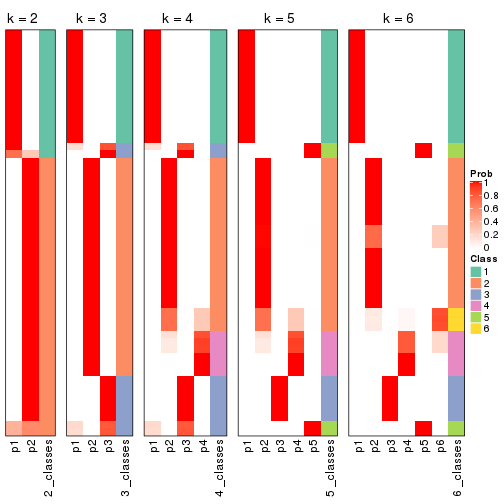 k = 2
k = 3
k = 4
k = 5
k = 6
p1
p2
2_classes
p1
p2
p3
3_classes
p1
p2
p3
p4
4_classes
p1
p2
p3
p4
p5
5_classes
p1
p2
p3
p4
p5
p6
6_classes
Prob
1
0.8
0.6
0.4
0.2
0
Class
1
2
3
4
5
6